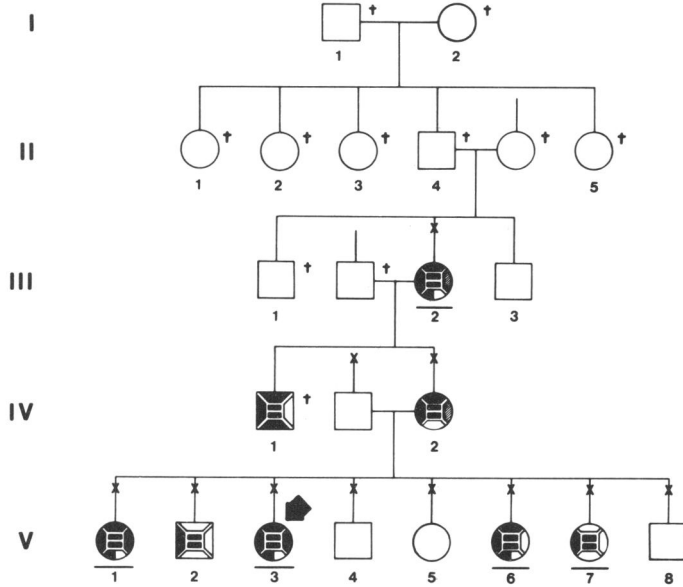 I
† †
1 2
II
† † † † † †
1 2 3 4 5
X
III
† †
1 2 3
X X
IV
†
1 2
X X X X X X X X
V
1 2 3 4 5 6 7 8